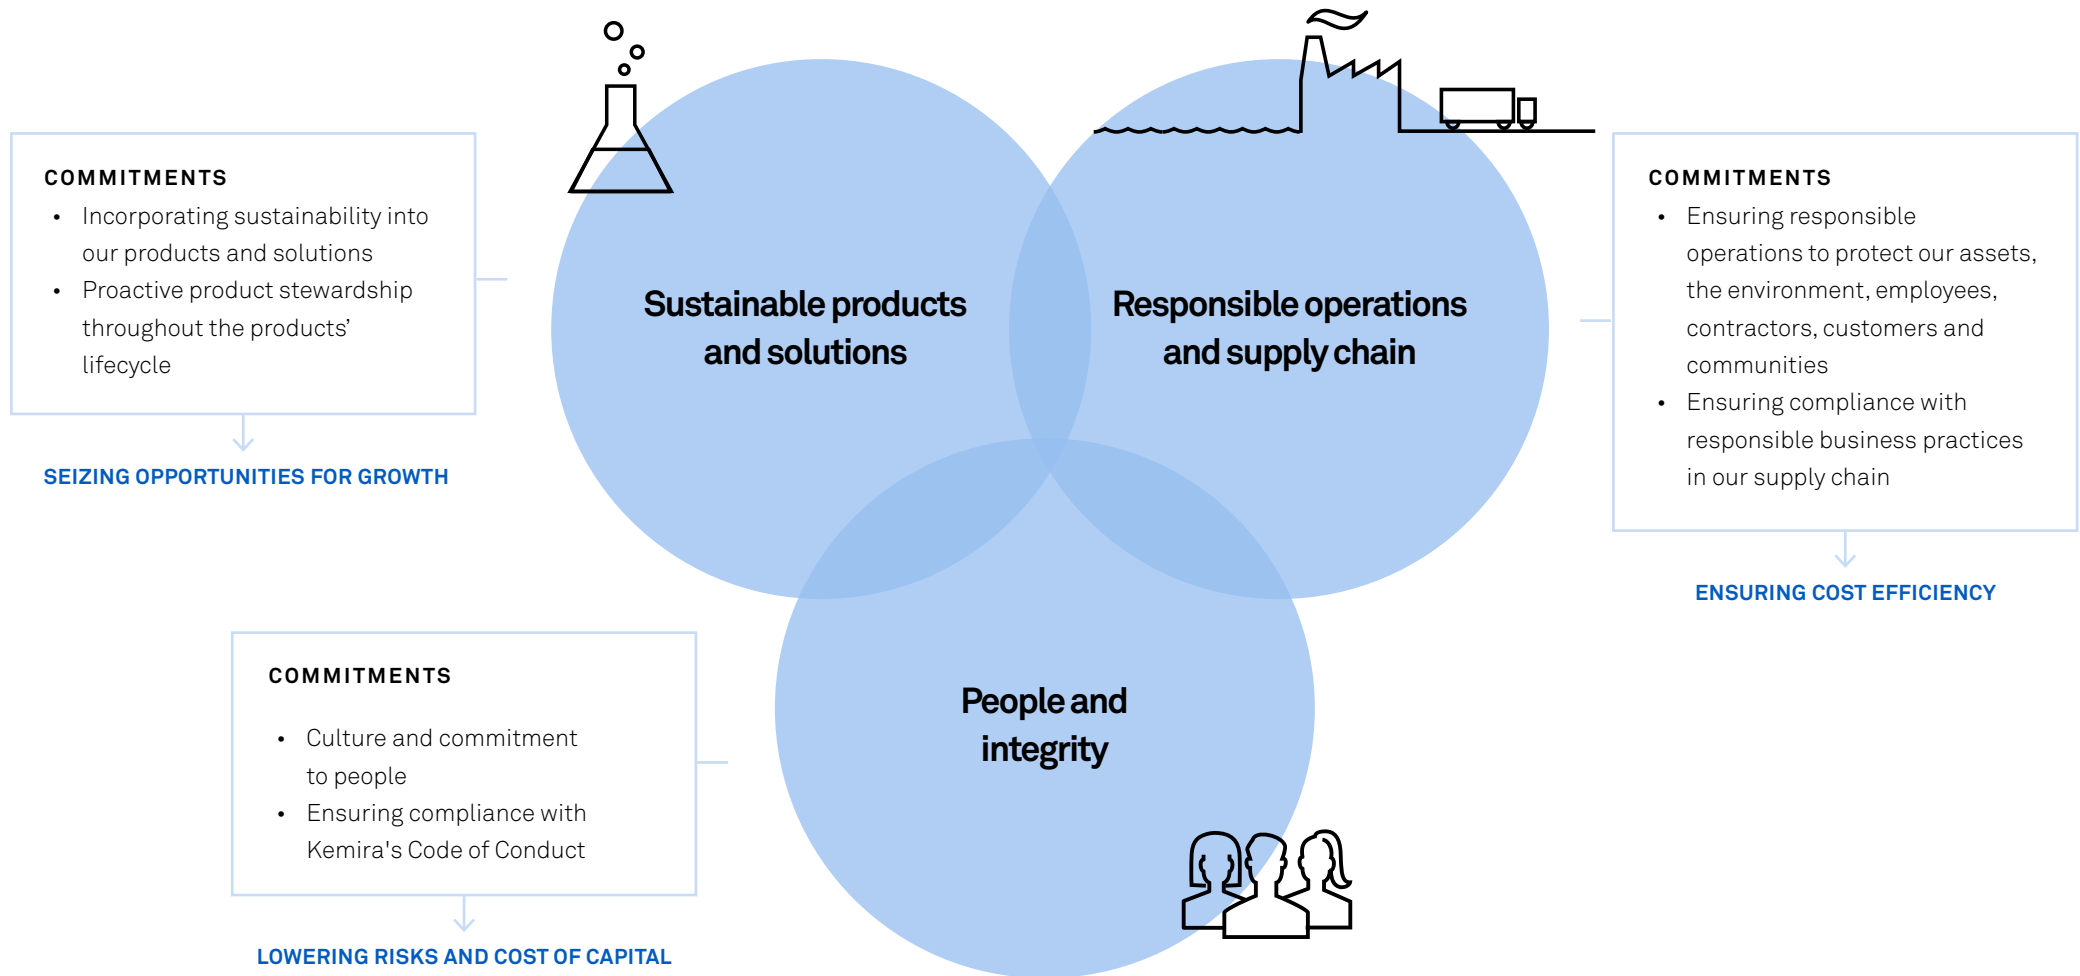 COMMITMENTS
• Incorporating sustainability into
our products and solutions
• Proactive product stewardship
throughout the products’
lifecycle
SEIZING OPPORTUNITIES FOR GROWTH
Sustainable products
and solutions
Responsible operations
and supply chain
COMMITMENTS
• Ensuring responsible
operations to protect our assets,
the environment, employees,
contractors, customers and
communities
• Ensuring compliance with
responsible business practices
in our supply chain
ENSURING COST EFFICIENCY
COMMITMENTS
• Culture and commitment
to people
• Ensuring compliance with
Kemira's Code of Conduct
LOWERING RISKS AND COST OF CAPITAL
People and
integrity